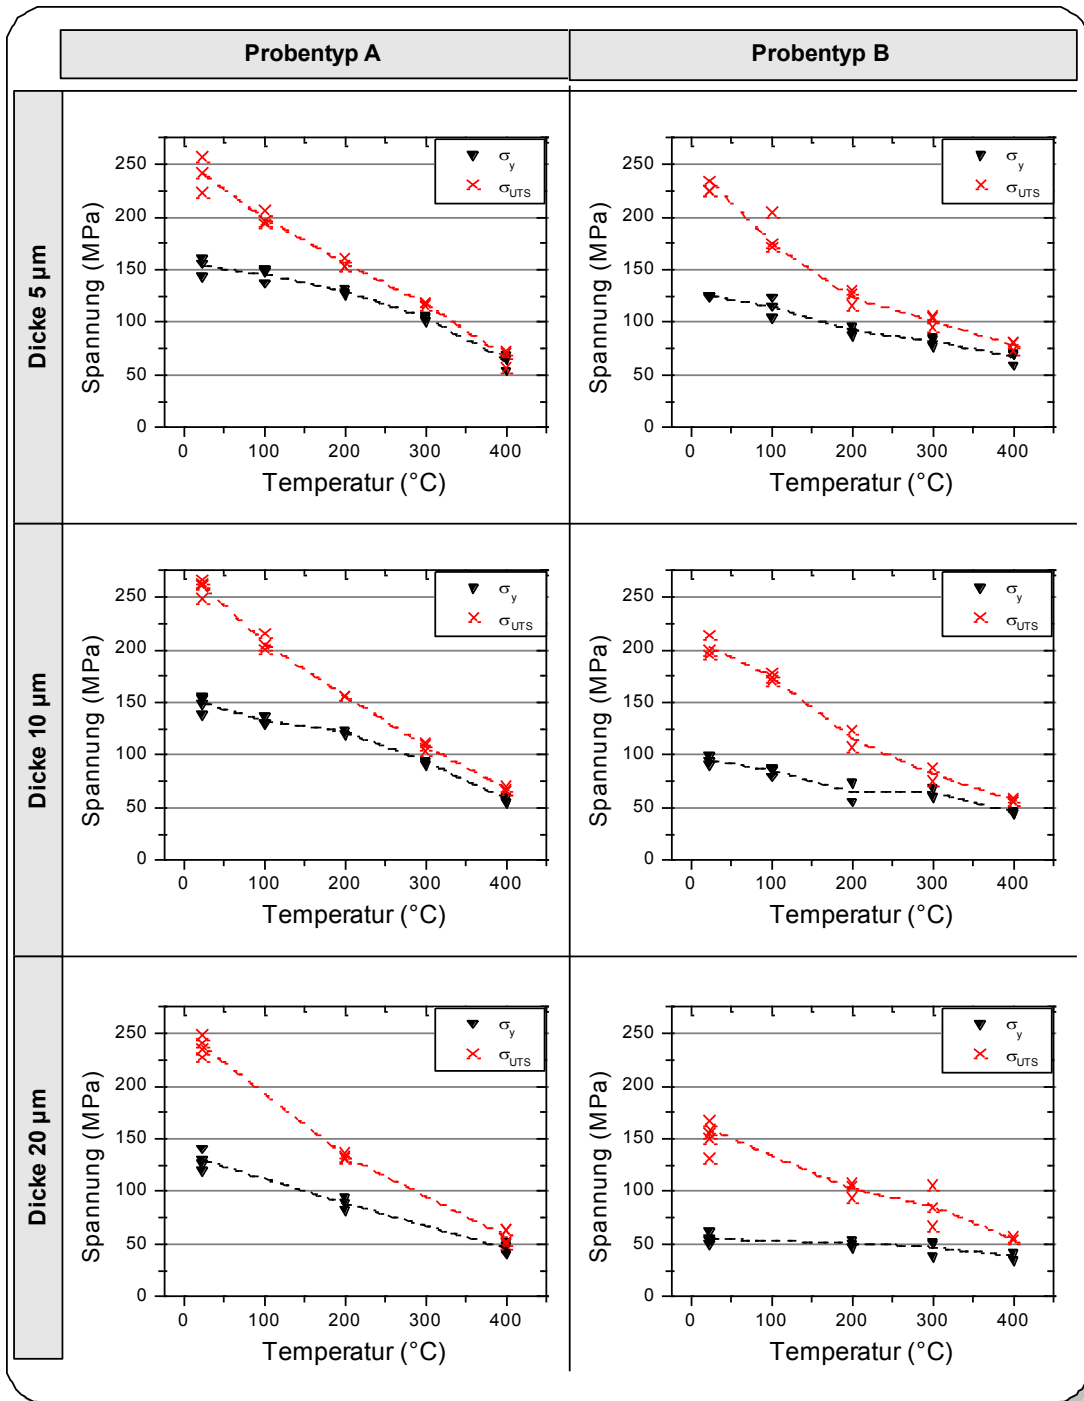 Probentyp A
Probentyp B
Dicke 5 µm
250
200
150
100
50
0
0 100 200 300 400
Spannung (MPa)
Temperatur (°C)
σy
σUTS
250
200
150
100
50
0
0 100 200 300 400
Spannung (MPa)
Temperatur (°C)
σy
σUTS
Dicke 10 µm
250
200
150
100
50
0
0 100 200 300 400
Spannung (MPa)
Temperatur (°C)
σy
σUTS
250
200
150
100
50
0
0 100 200 300 400
Spannung (MPa)
Temperatur (°C)
σy
σUTS
Dicke 20 µm
250
200
150
100
50
0
0 100 200 300 400
Spannung (MPa)
Temperatur (°C)
σy
σUTS
250
200
150
100
50
0
0 100 200 300 400
Spannung (MPa)
Temperatur (°C)
σy
σUTS